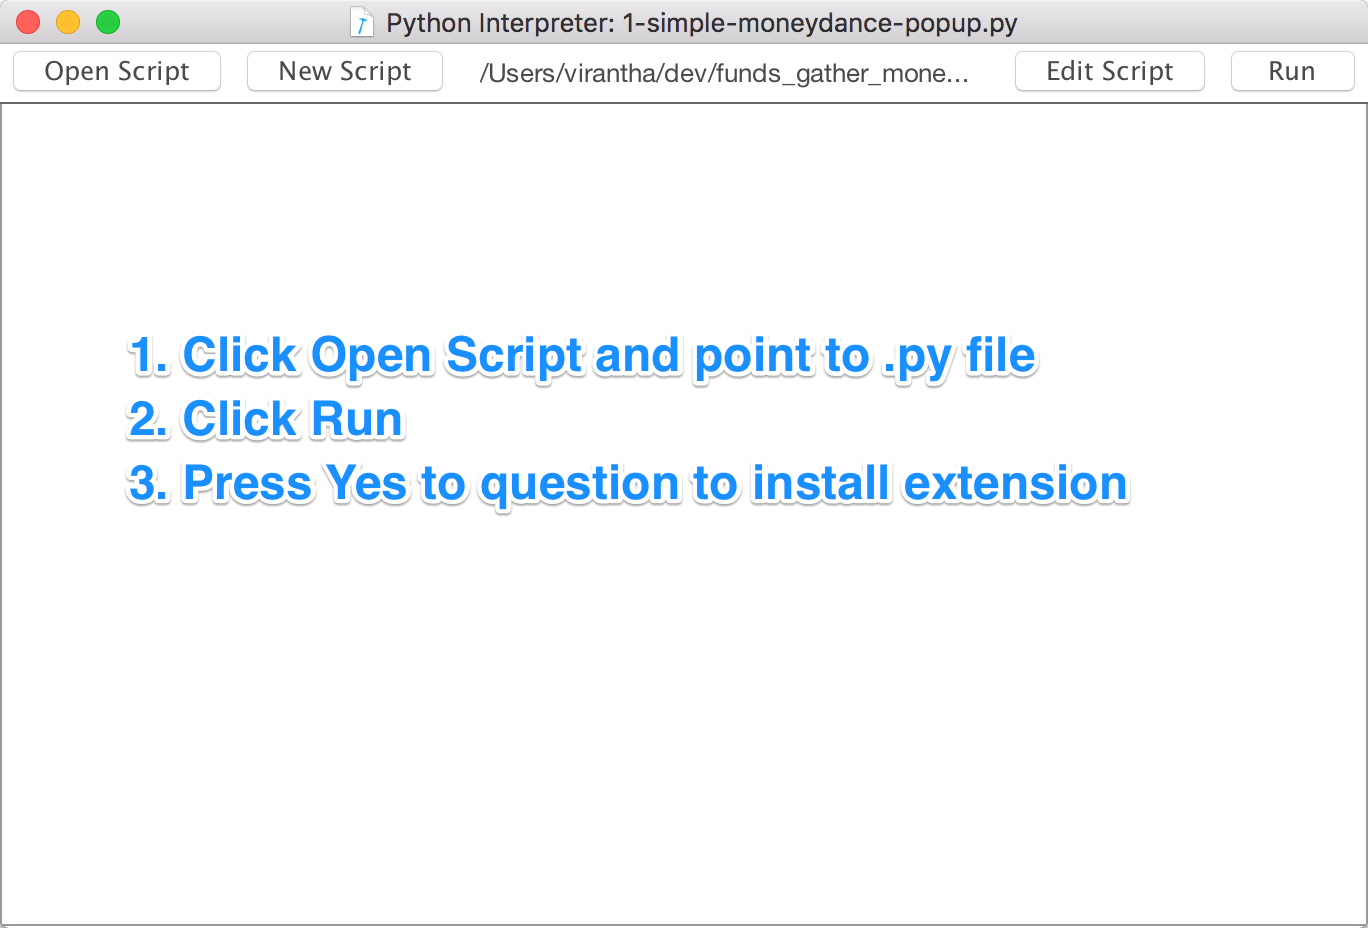 Python Interpreter: 1-simple-moneydance-popup.py
Open Script New Script /Users/virantha/dev/funds_gather_mone... Edit Script Run
1. Click Open Script and point to .py file
2. Click Run
3. Press Yes to question to install extension